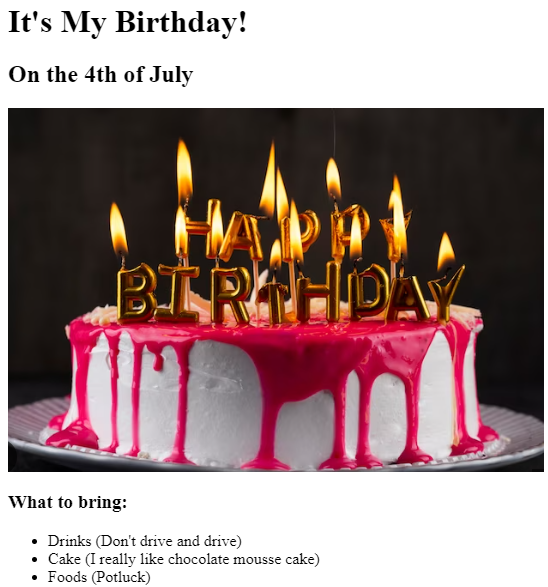 It's My Birthday!
On the 4th of July
HAPPY
BIRTHDAY
What to bring:
Drinks (Don't drive and drive)
Cake (I really like chocolate mousse cake)
Foods (Potluck)